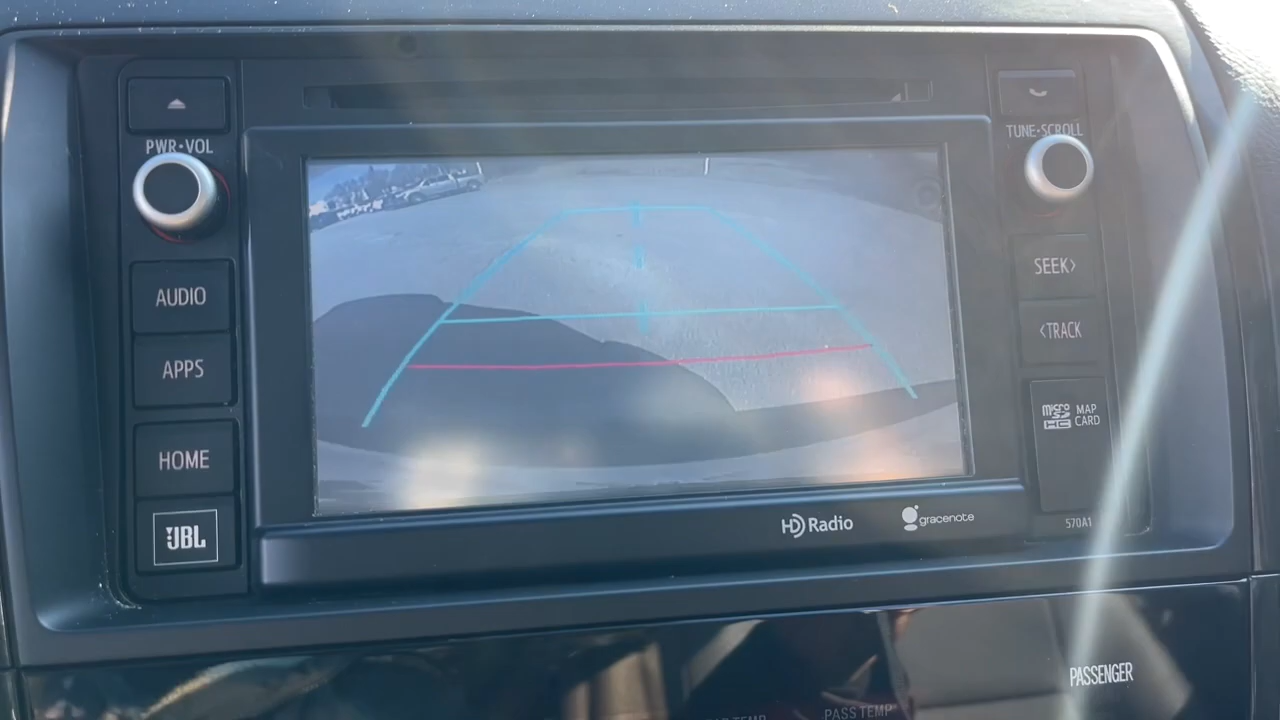 PWR•VOL
AUDIO
APPS
HOME
JBL
TUNE•SCROLL
SEEK>
<TRACK
micro SD HC
MAP CARD
570A1
HD Radio
gracenote
PASSENGER
TEMP
PASS TEMP